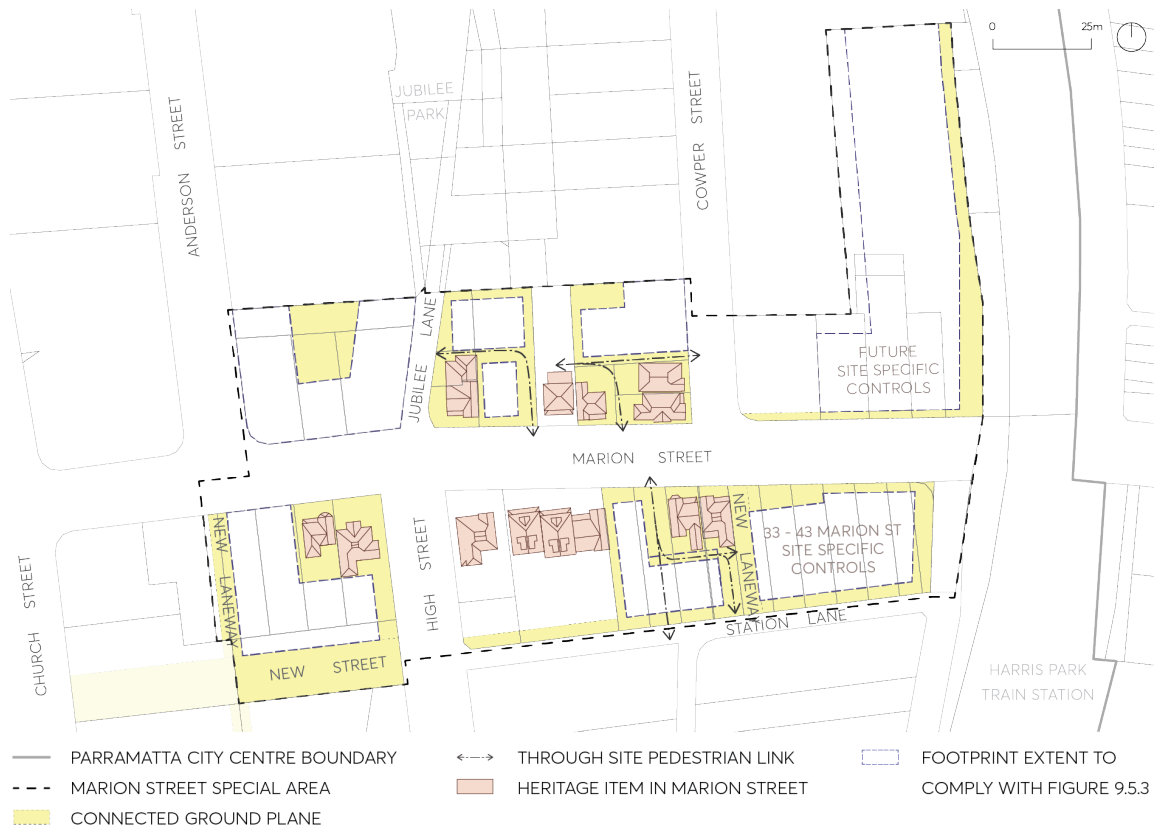 0 25m
JUBILEE
PARK
ANDERSON STREET
COWPER STREET
JUBILEE LANE
FUTURE
SITE SPECIFIC
CONTROLS
MARION STREET
NEW LANEWAY
HIGH STREET
CHURCH STREET
NEW LANEWAY
33 - 43 MARION ST
SITE SPECIFIC
CONTROLS
STATION LANE
NEW STREET
HARRIS PARK
TRAIN STATION
PARRAMATTA CITY CENTRE BOUNDARY
MARION STREET SPECIAL AREA
CONNECTED GROUND PLANE
THROUGH SITE PEDESTRIAN LINK
HERITAGE ITEM IN MARION STREET
FOOTPRINT EXTENT TO
COMPLY WITH FIGURE 9.5.3